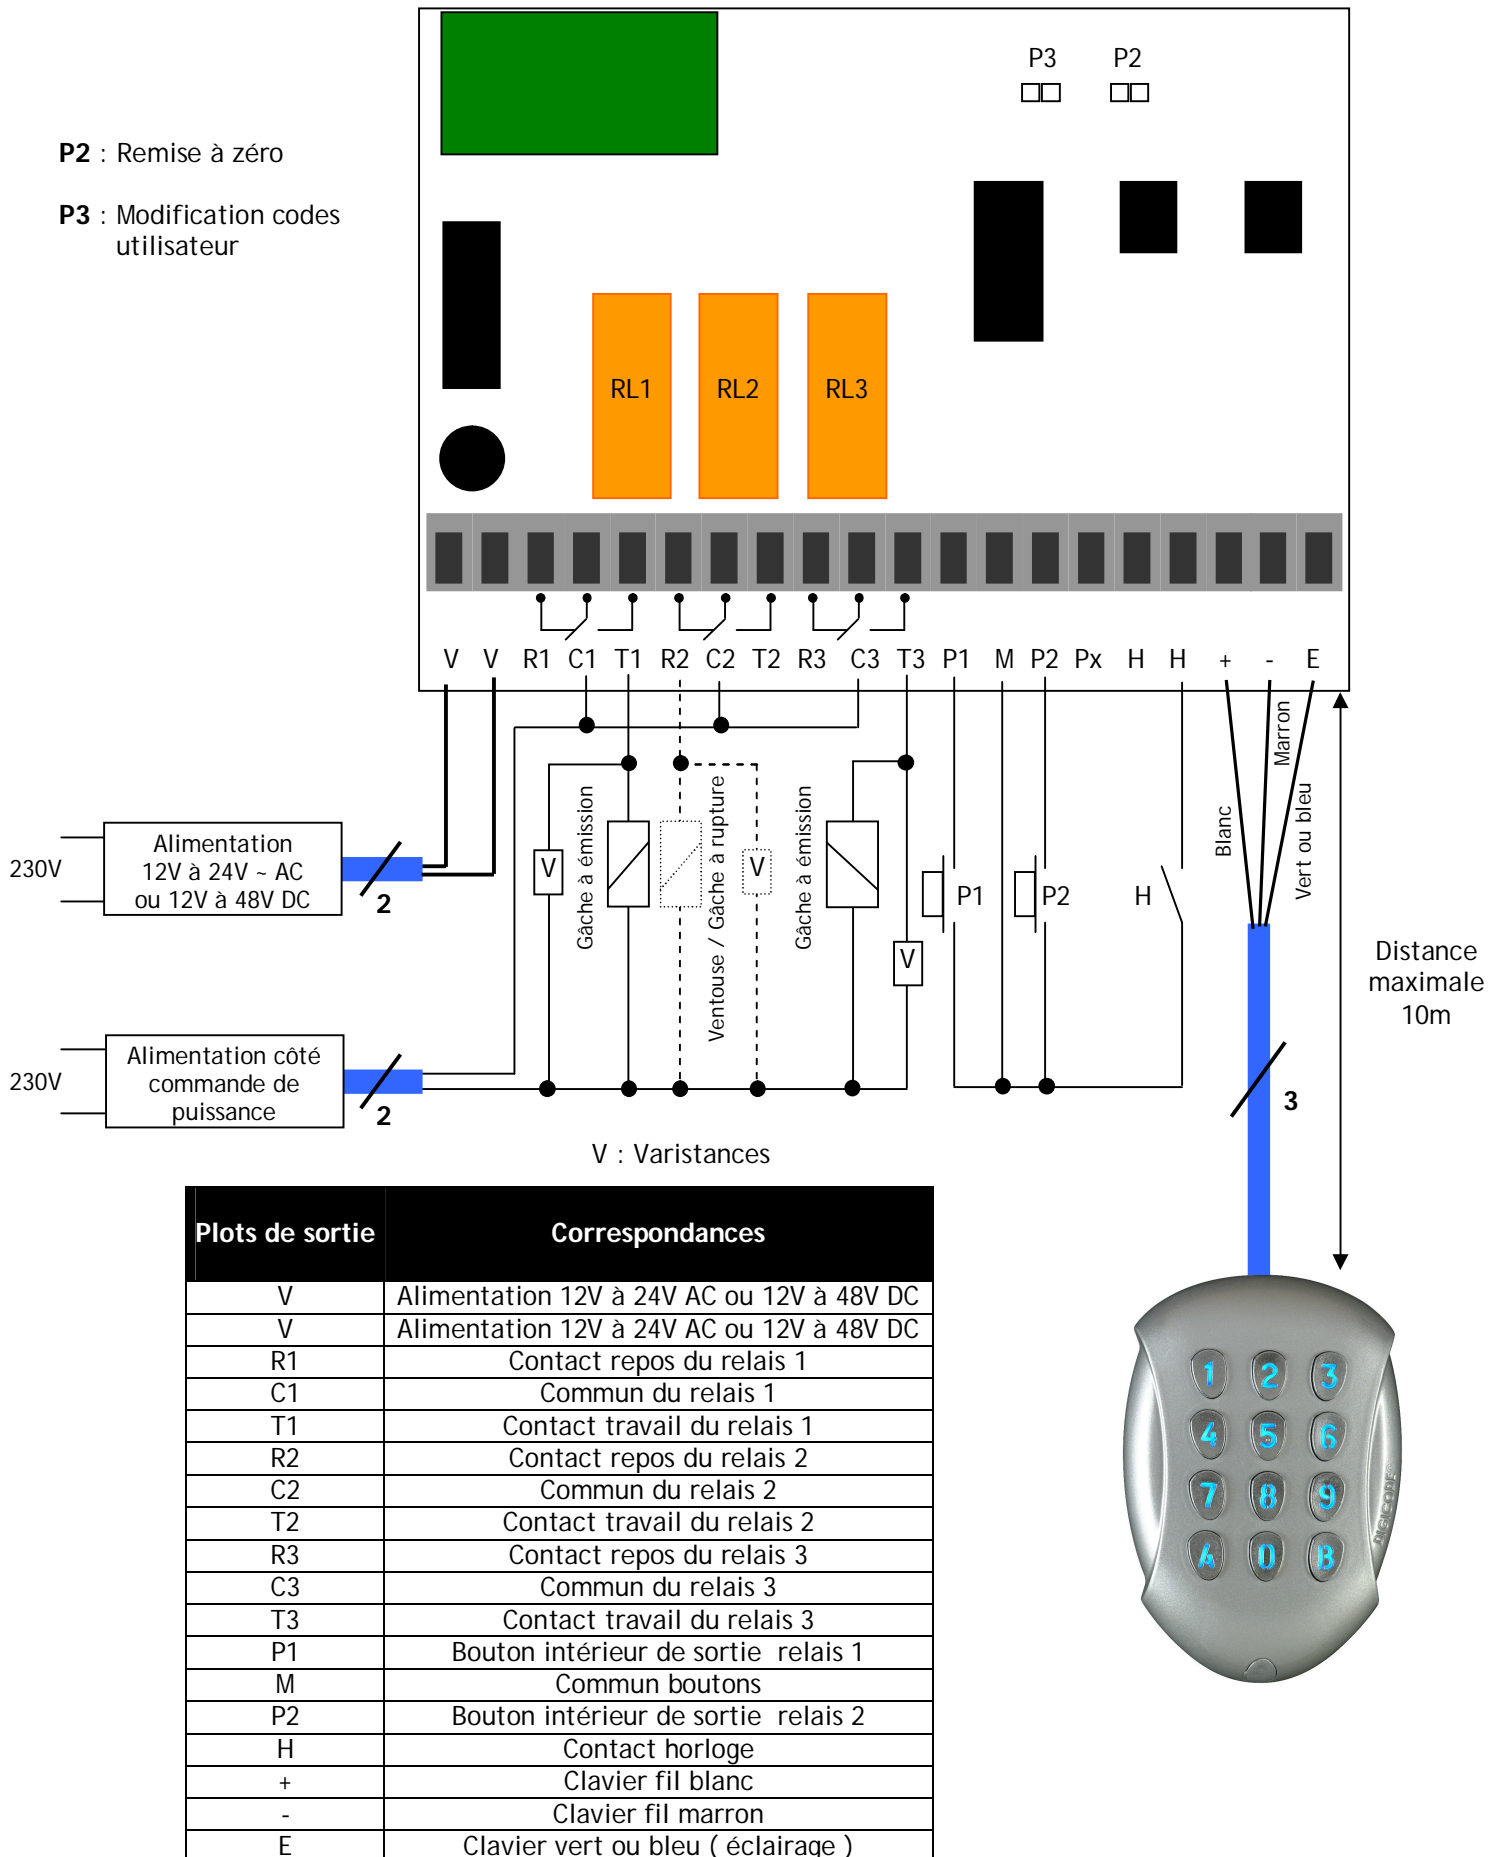 P3 P2
P2 : Remise à zéro
P3 : Modification codes
utilisateur
RL1 RL2 RL3
V V R1 C1 T1 R2 C2 T2 R3 C3 T3 P1 M P2 Px H H + - E
Blanc
Marron
Vert ou bleu
230V
Alimentation
12V à 24V ~ AC
ou 12V à 48V DC
2
Gâche à émission
V
Ventouse / Gâche à rupture
V
Gâche à émission
V
P1
P2
H
Distance
maximale
10m
230V
Alimentation côté
commande de
puissance
2
3
V : Varistances
Plots de sortie Correspondances
V Alimentation 12V à 24V AC ou 12V à 48V DC
V Alimentation 12V à 24V AC ou 12V à 48V DC
R1 Contact repos du relais 1
C1 Commun du relais 1
T1 Contact travail du relais 1
R2 Contact repos du relais 2
C2 Commun du relais 2
T2 Contact travail du relais 2
R3 Contact repos du relais 3
C3 Commun du relais 3
T3 Contact travail du relais 3
P1 Bouton intérieur de sortie relais 1
M Commun boutons
P2 Bouton intérieur de sortie relais 2
H Contact horloge
+ Clavier fil blanc
- Clavier fil marron
E Clavier vert ou bleu ( éclairage )
1 2 3
4 5 6
7 8 9
A 0 B
DIGICODE®